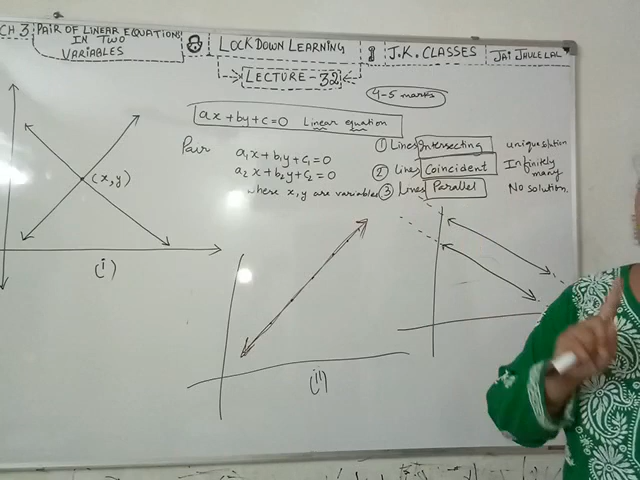 CH 3 PAIR OF LINEAR EQUATIONS IN TWO VARIABLES
LOCKDOWN LEARNING
J.K. CLASSES
JAI JHULELAL
LECTURE-32
4-5 marks
ax+by+c=0 Linear equation
Pair
a₁x+b₁y+c₁=0
a₂x+b₂y+c₂=0
where x,y are variables
① Lines Intersecting unique solution
② Lines Coincident Infinitely many
③ Lines Parallel No solution.
(x,y)
(i)
(ii)